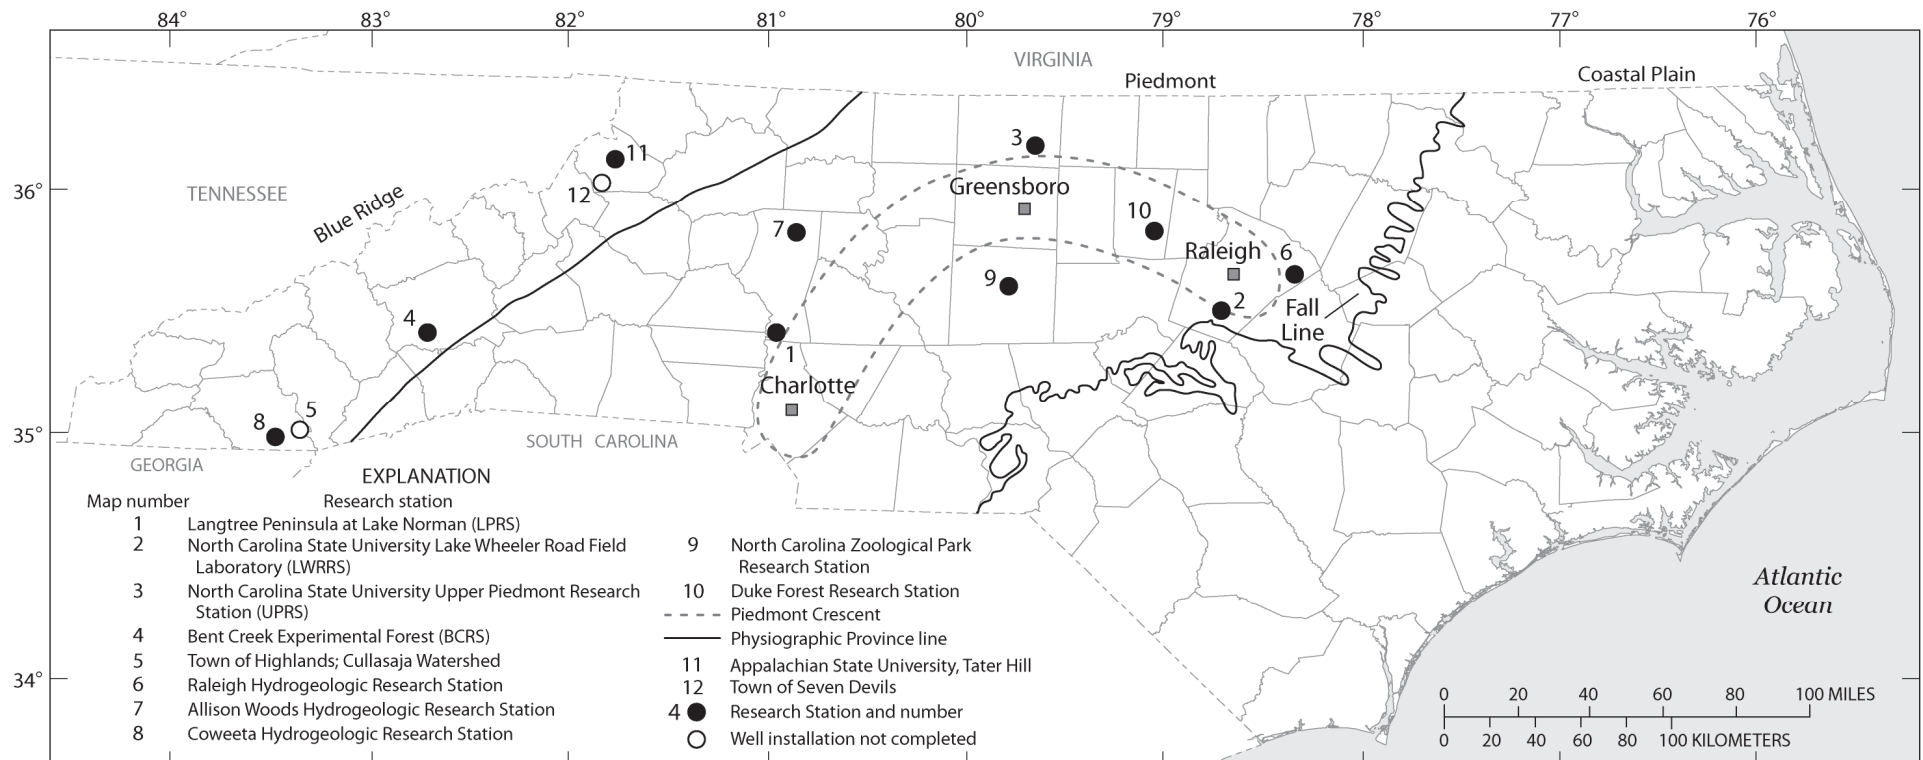 84° 83° 82° 81° 80° 79° 78° 77° 76°
VIRGINIA
Piedmont
Coastal Plain
3
11
36°
12
TENNESSEE
Blue Ridge
Greensboro
10
7
Raleigh
6
9
2
Fall
Line
4
1
Charlotte
5
8
35°
SOUTH CAROLINA
GEORGIA
EXPLANATION
Map number Research station
1 Langtree Peninsula at Lake Norman (LPRS)
2 North Carolina State University Lake Wheeler Road Field
Laboratory (LWRRS)
3 North Carolina State University Upper Piedmont Research
Station (UPRS)
4 Bent Creek Experimental Forest (BCRS)
5 Town of Highlands; Cullasaja Watershed
6 Raleigh Hydrogeologic Research Station
7 Allison Woods Hydrogeologic Research Station
8 Coweeta Hydrogeologic Research Station
9 North Carolina Zoological Park
Research Station
10 Duke Forest Research Station
Piedmont Crescent
Physiographic Province line
11 Appalachian State University, Tater Hill
12 Town of Seven Devils
4 Research Station and number
Well installation not completed
34°
Atlantic
Ocean
0 20 40 60 80 100 MILES
0 20 40 60 80 100 KILOMETERS